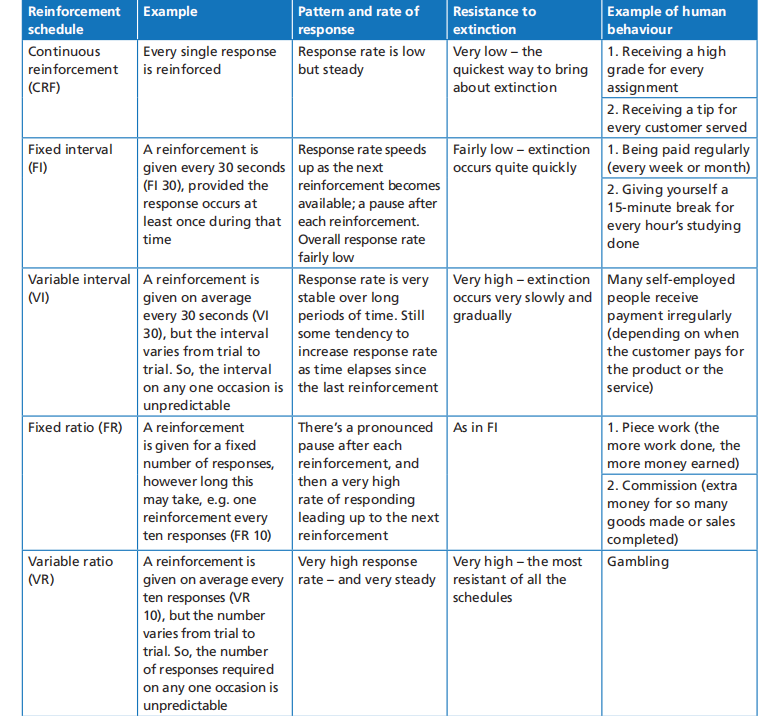 Reinforcement
schedule
Example
Pattern and rate of
response
Resistance to
extinction
Example of human
behaviour
Continuous
reinforcement
(CRF)
Every single response
is reinforced
Response rate is low
but steady
Very low – the
quickest way to bring
about extinction
1. Receiving a high
grade for every
assignment
2. Receiving a tip for
every customer served
Fixed interval
(FI)
A reinforcement is
given every 30 seconds
(FI 30), provided the
response occurs at
least once during that
time
Response rate speeds
up as the next
reinforcement becomes
available; a pause after
each reinforcement.
Overall response rate
fairly low
Fairly low – extinction
occurs quite quickly
1. Being paid regularly
(every week or month)
2. Giving yourself a
15-minute break for
every hour’s studying
done
Variable interval
(VI)
A reinforcement is
given on average
every 30 seconds (VI
30), but the interval
varies from trial to
trial. So, the interval
on any one occasion is
unpredictable
Response rate is very
stable over long
periods of time. Still
some tendency to
increase response rate
as time elapses since
the last reinforcement
Very high – extinction
occurs very slowly and
gradually
Many self-employed
people receive
payment irregularly
(depending on when
the customer pays for
the product or the
service)
Fixed ratio (FR)
A reinforcement
is given for a fixed
number of responses,
however long this
may take, e.g. one
reinforcement every
ten responses (FR 10)
There’s a pronounced
pause after each
reinforcement, and
then a very high
rate of responding
leading up to the next
reinforcement
As in FI
1. Piece work (the
more work done, the
more money earned)
2. Commission (extra
money for so many
goods made or sales
completed)
Variable ratio
(VR)
A reinforcement is
given on average every
ten responses (VR
10), but the number
varies from trial to
trial. So, the number
of responses required
on any one occasion is
unpredictable
Very high response
rate – and very steady
Very high – the most
resistant of all the
schedules
Gambling